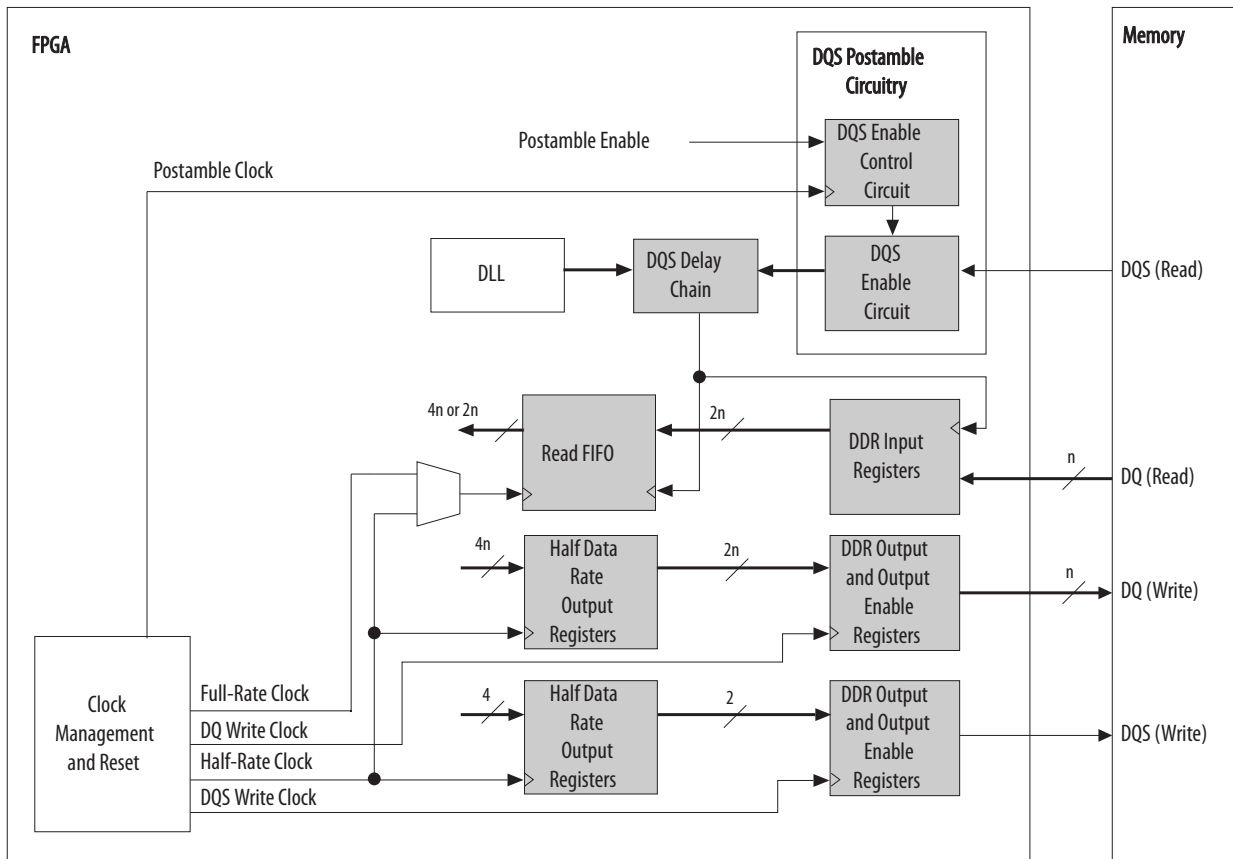 FPGA
Memory
DQS Postamble
Circuitry
Postamble Enable
DQS Enable
Control
Circuit
Postamble Clock
DLL
DQS Delay
Chain
DQS
Enable
Circuit
DQS (Read)
4n or 2n
Read FIFO
2n
DDR Input
Registers
n
DQ (Read)
4n
Half Data
Rate
Output
Registers
2n
DDR Output
and Output
Enable
Registers
n
DQ (Write)
Clock
Management
and Reset
Full-Rate Clock
DQ Write Clock
Half-Rate Clock
DQS Write Clock
4
Half Data
Rate
Output
Registers
2
DDR Output
and Output
Enable
Registers
DQS (Write)